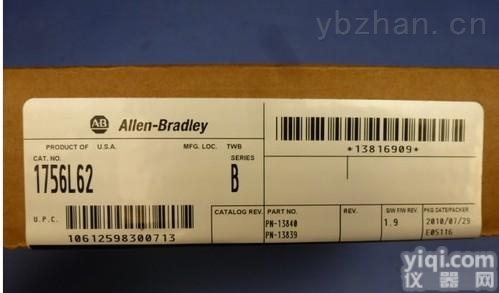 ybzhan.cn
AB Allen-Bradley
*13816909*
PRODUCT OF U.S.A. MFG. LOC. TWB
CAT. NO. SERIES
1756L62 B
U.P.C. CATALOG REV. PART NO. REV. S/W F/W REV. PKG DATE/PACKER
PN-13840 1.9 2010/07/29
10612598300713 PN-13839 E05116
yiqi.com
仪器网